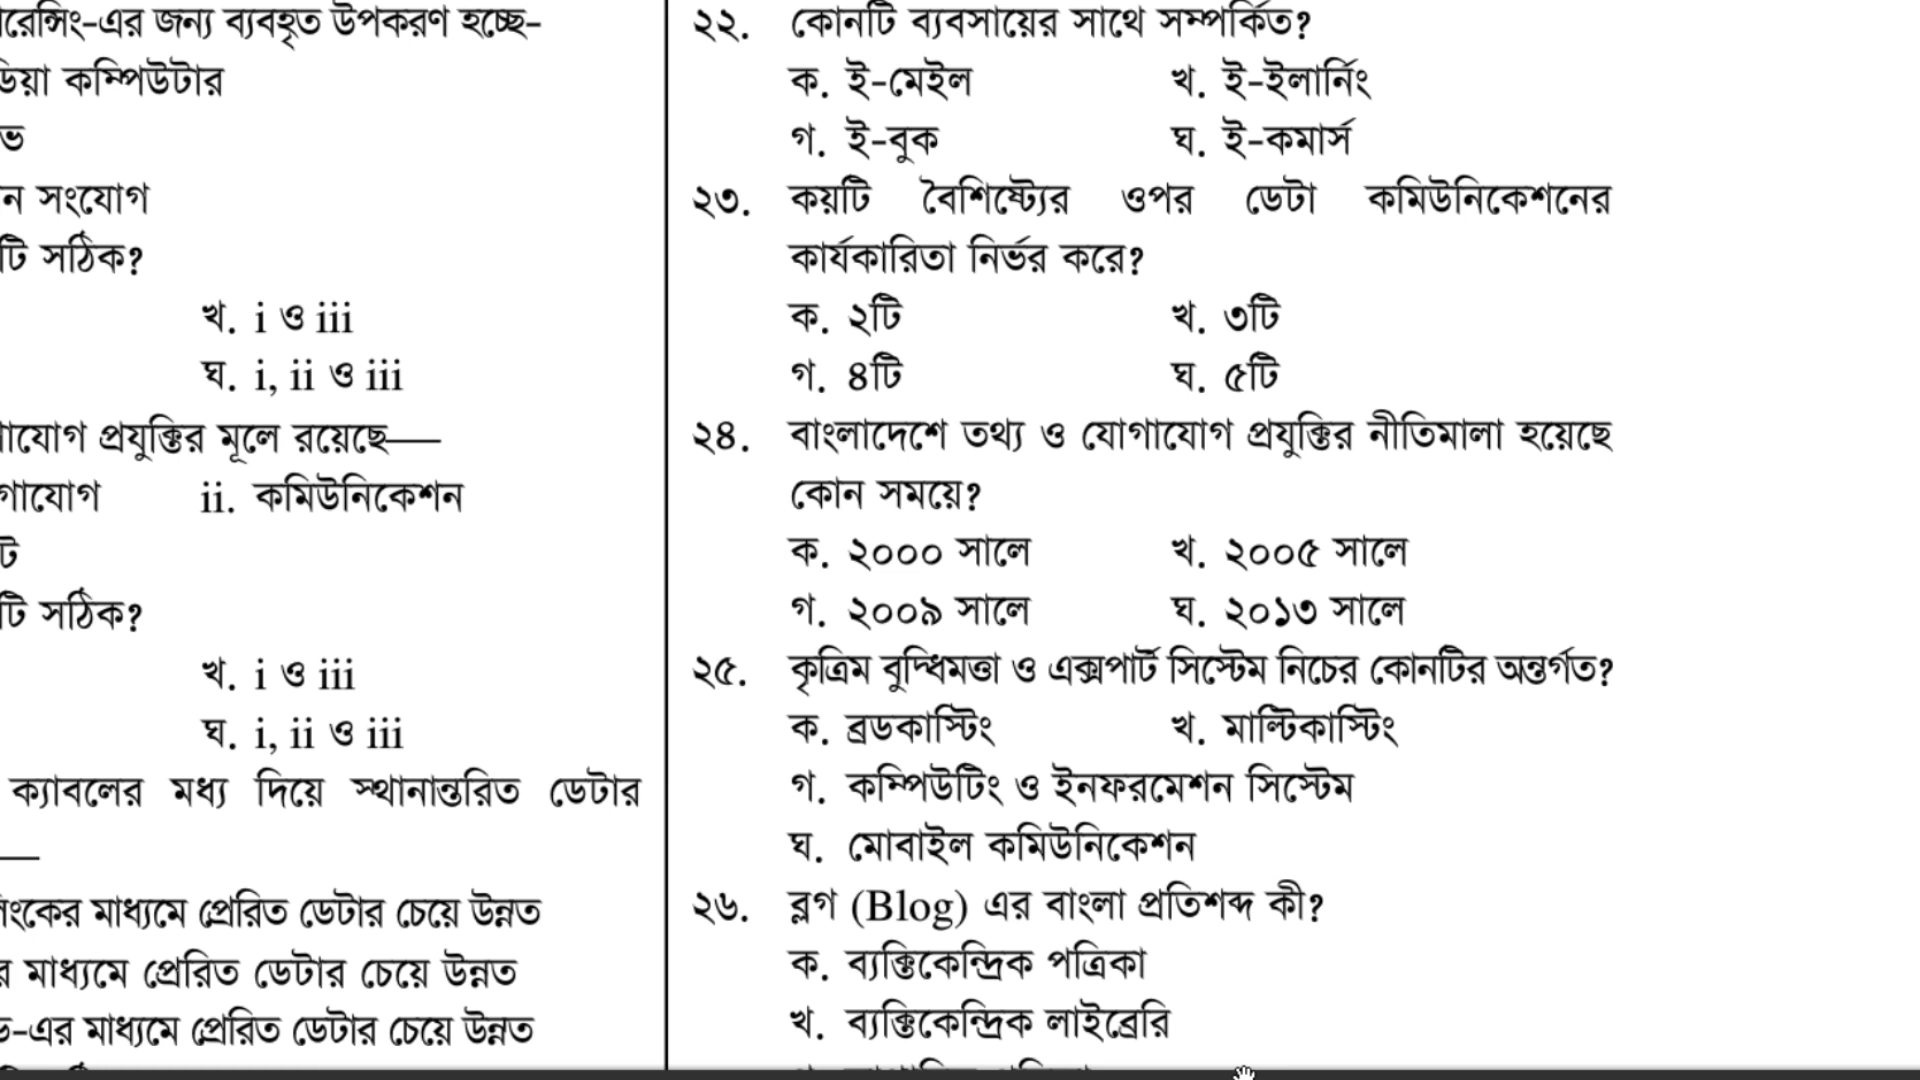 রেন্সিং-এর জন্য ব্যবহৃত উপকরণ হচ্ছে-
ডিয়া কম্পিউটার
ভ
ন সংযোগ
টি সঠিক?
খ. i ও iii
ঘ. i, ii ও iii
াযোগ প্রযুক্তির মূলে রয়েছে—
গাযোগ ii. কমিউনিকেশন
ট
টি সঠিক?
খ. i ও iii
ঘ. i, ii ও iii
ক্যাবলের মধ্য দিয়ে স্থানান্তরিত ডেটার
—
িংকের মাধ্যমে প্রেরিত ডেটার চেয়ে উন্নত
র মাধ্যমে প্রেরিত ডেটার চেয়ে উন্নত
ভ-এর মাধ্যমে প্রেরিত ডেটার চেয়ে উন্নত
২২. কোনটি ব্যবসায়ের সাথে সম্পর্কিত?
ক. ই-মেইল খ. ই-ইলার্নিং
গ. ই-বুক ঘ. ই-কমার্স
২৩. কয়টি বৈশিষ্ট্যের ওপর ডেটা কমিউনিকেশনের
কার্যকারিতা নির্ভর করে?
ক. ২টি খ. ৩টি
গ. ৪টি ঘ. ৫টি
২৪. বাংলাদেশে তথ্য ও যোগাযোগ প্রযুক্তির নীতিমালা হয়েছে
কোন সময়ে?
ক. ২০০০ সালে খ. ২০০৫ সালে
গ. ২০০৯ সালে ঘ. ২০১৩ সালে
২৫. কৃত্রিম বুদ্ধিমত্তা ও এক্সপার্ট সিস্টেম নিচের কোনটির অন্তর্গত?
ক. ব্রডকাস্টিং খ. মাল্টিকাস্টিং
গ. কম্পিউটিং ও ইনফরমেশন সিস্টেম
ঘ. মোবাইল কমিউনিকেশন
২৬. ব্লগ (Blog) এর বাংলা প্রতিশব্দ কী?
ক. ব্যক্তিকেন্দ্রিক পত্রিকা
খ. ব্যক্তিকেন্দ্রিক লাইব্রেরি